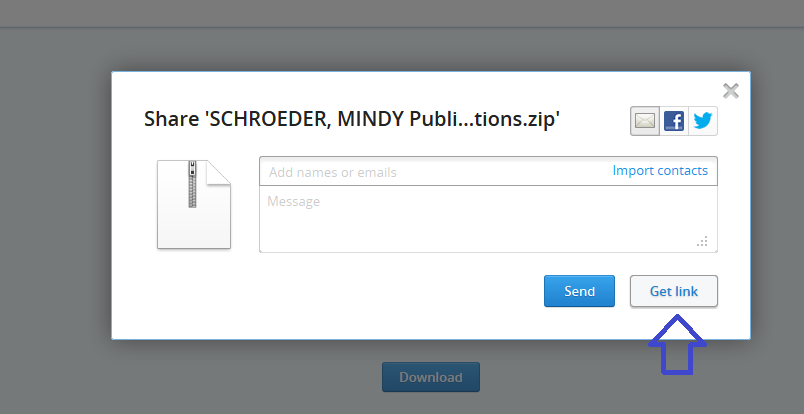 Share 'SCHROEDER, MINDY Publi...tions.zip'
Add names or emails
Import contacts
Message
Send
Get link
Download